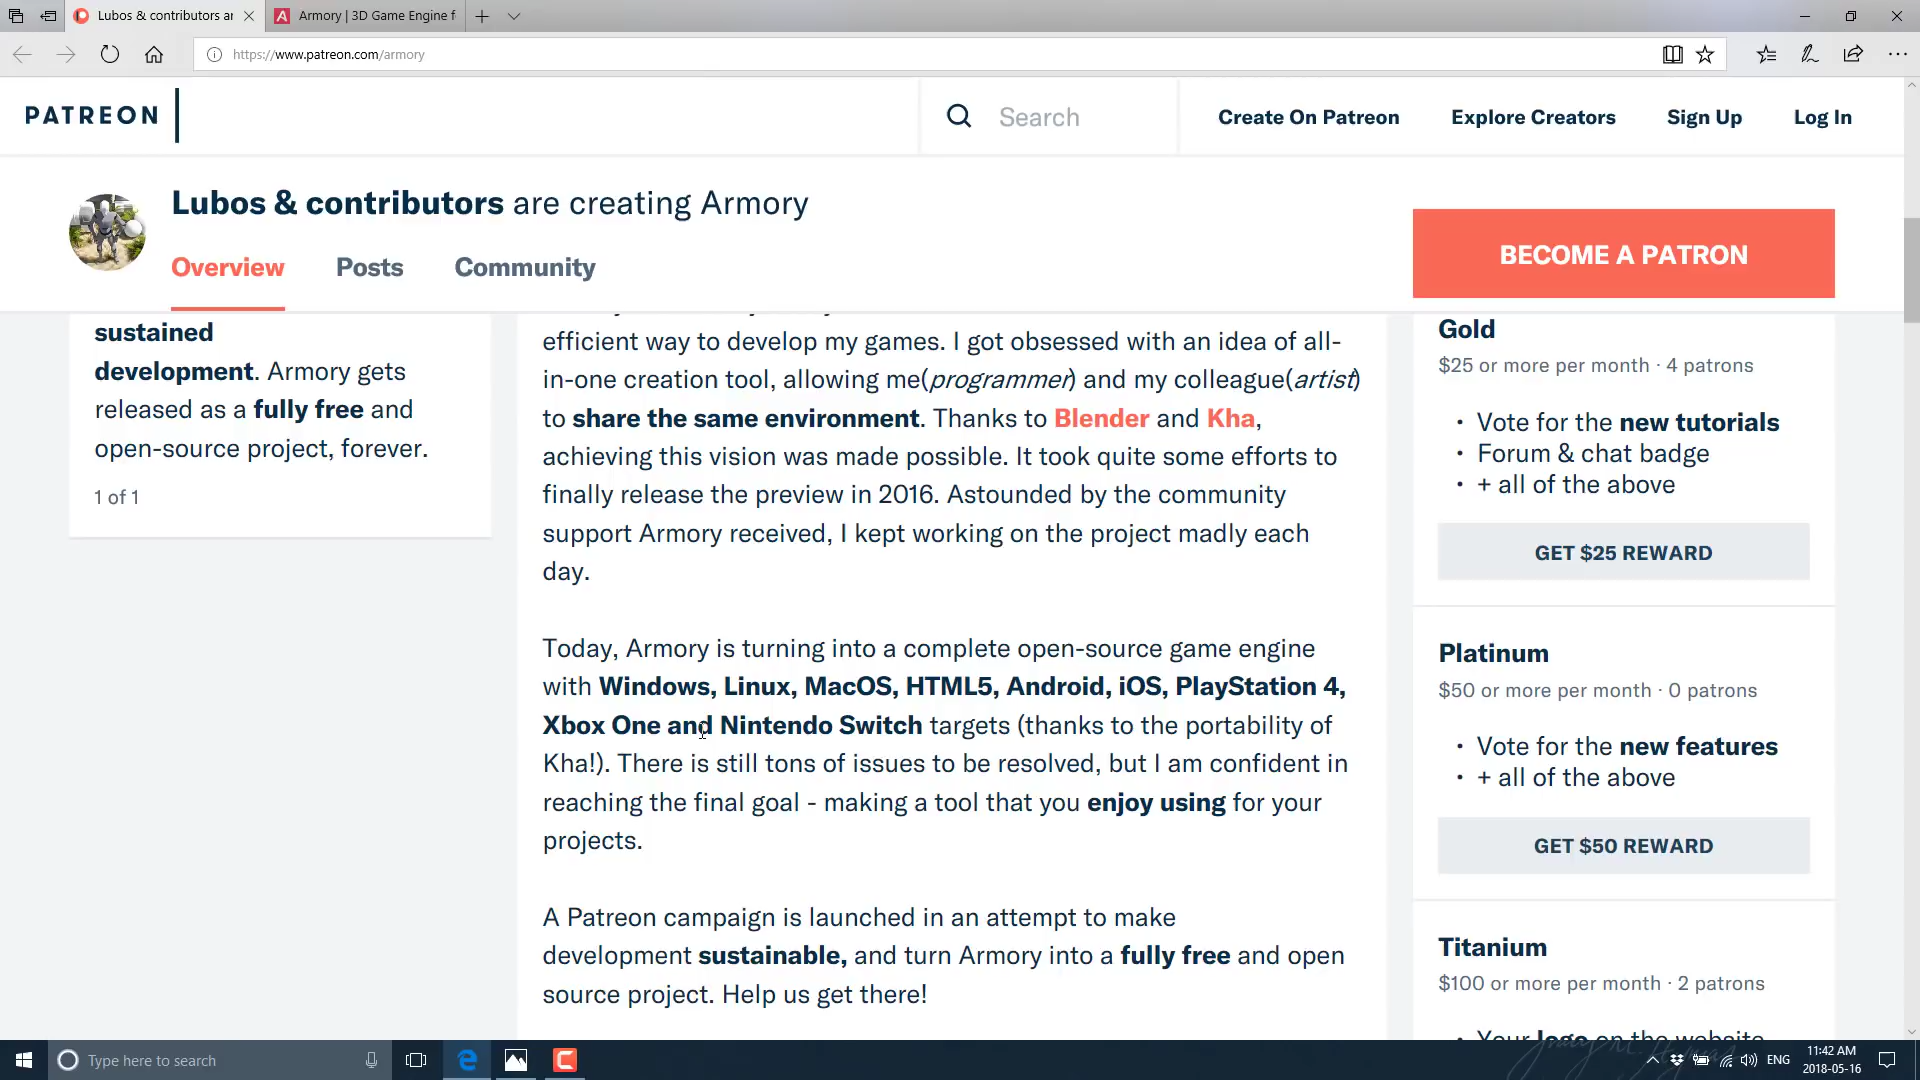 Lubos & contributors ar
Armory | 3D Game Engine f
https://www.patreon.com/armory
PATREON
Search
Create On Patreon
Explore Creators
Sign Up
Log In
Lubos & contributors are creating Armory
Overview
Posts
Community
BECOME A PATRON
sustained
development. Armory gets
released as a fully free and
open-source project, forever.
1 of 1
efficient way to develop my games. I got obsessed with an idea of all-
in-one creation tool, allowing me(programmer) and my colleague(artist)
to share the same environment. Thanks to Blender and Kha,
achieving this vision was made possible. It took quite some efforts to
finally release the preview in 2016. Astounded by the community
support Armory received, I kept working on the project madly each
day.
Today, Armory is turning into a complete open-source game engine
with Windows, Linux, MacOS, HTML5, Android, iOS, PlayStation 4,
Xbox One and Nintendo Switch targets (thanks to the portability of
Kha!). There is still tons of issues to be resolved, but I am confident in
reaching the final goal - making a tool that you enjoy using for your
projects.
A Patreon campaign is launched in an attempt to make
development sustainable, and turn Armory into a fully free and open
source project. Help us get there!
Gold
$25 or more per month · 4 patrons
• Vote for the new tutorials
• Forum & chat badge
• + all of the above
GET $25 REWARD
Platinum
$50 or more per month · 0 patrons
• Vote for the new features
• + all of the above
GET $50 REWARD
Titanium
$100 or more per month · 2 patrons
• Your logo on the website
Type here to search
ENG
11:42 AM
2018-05-16